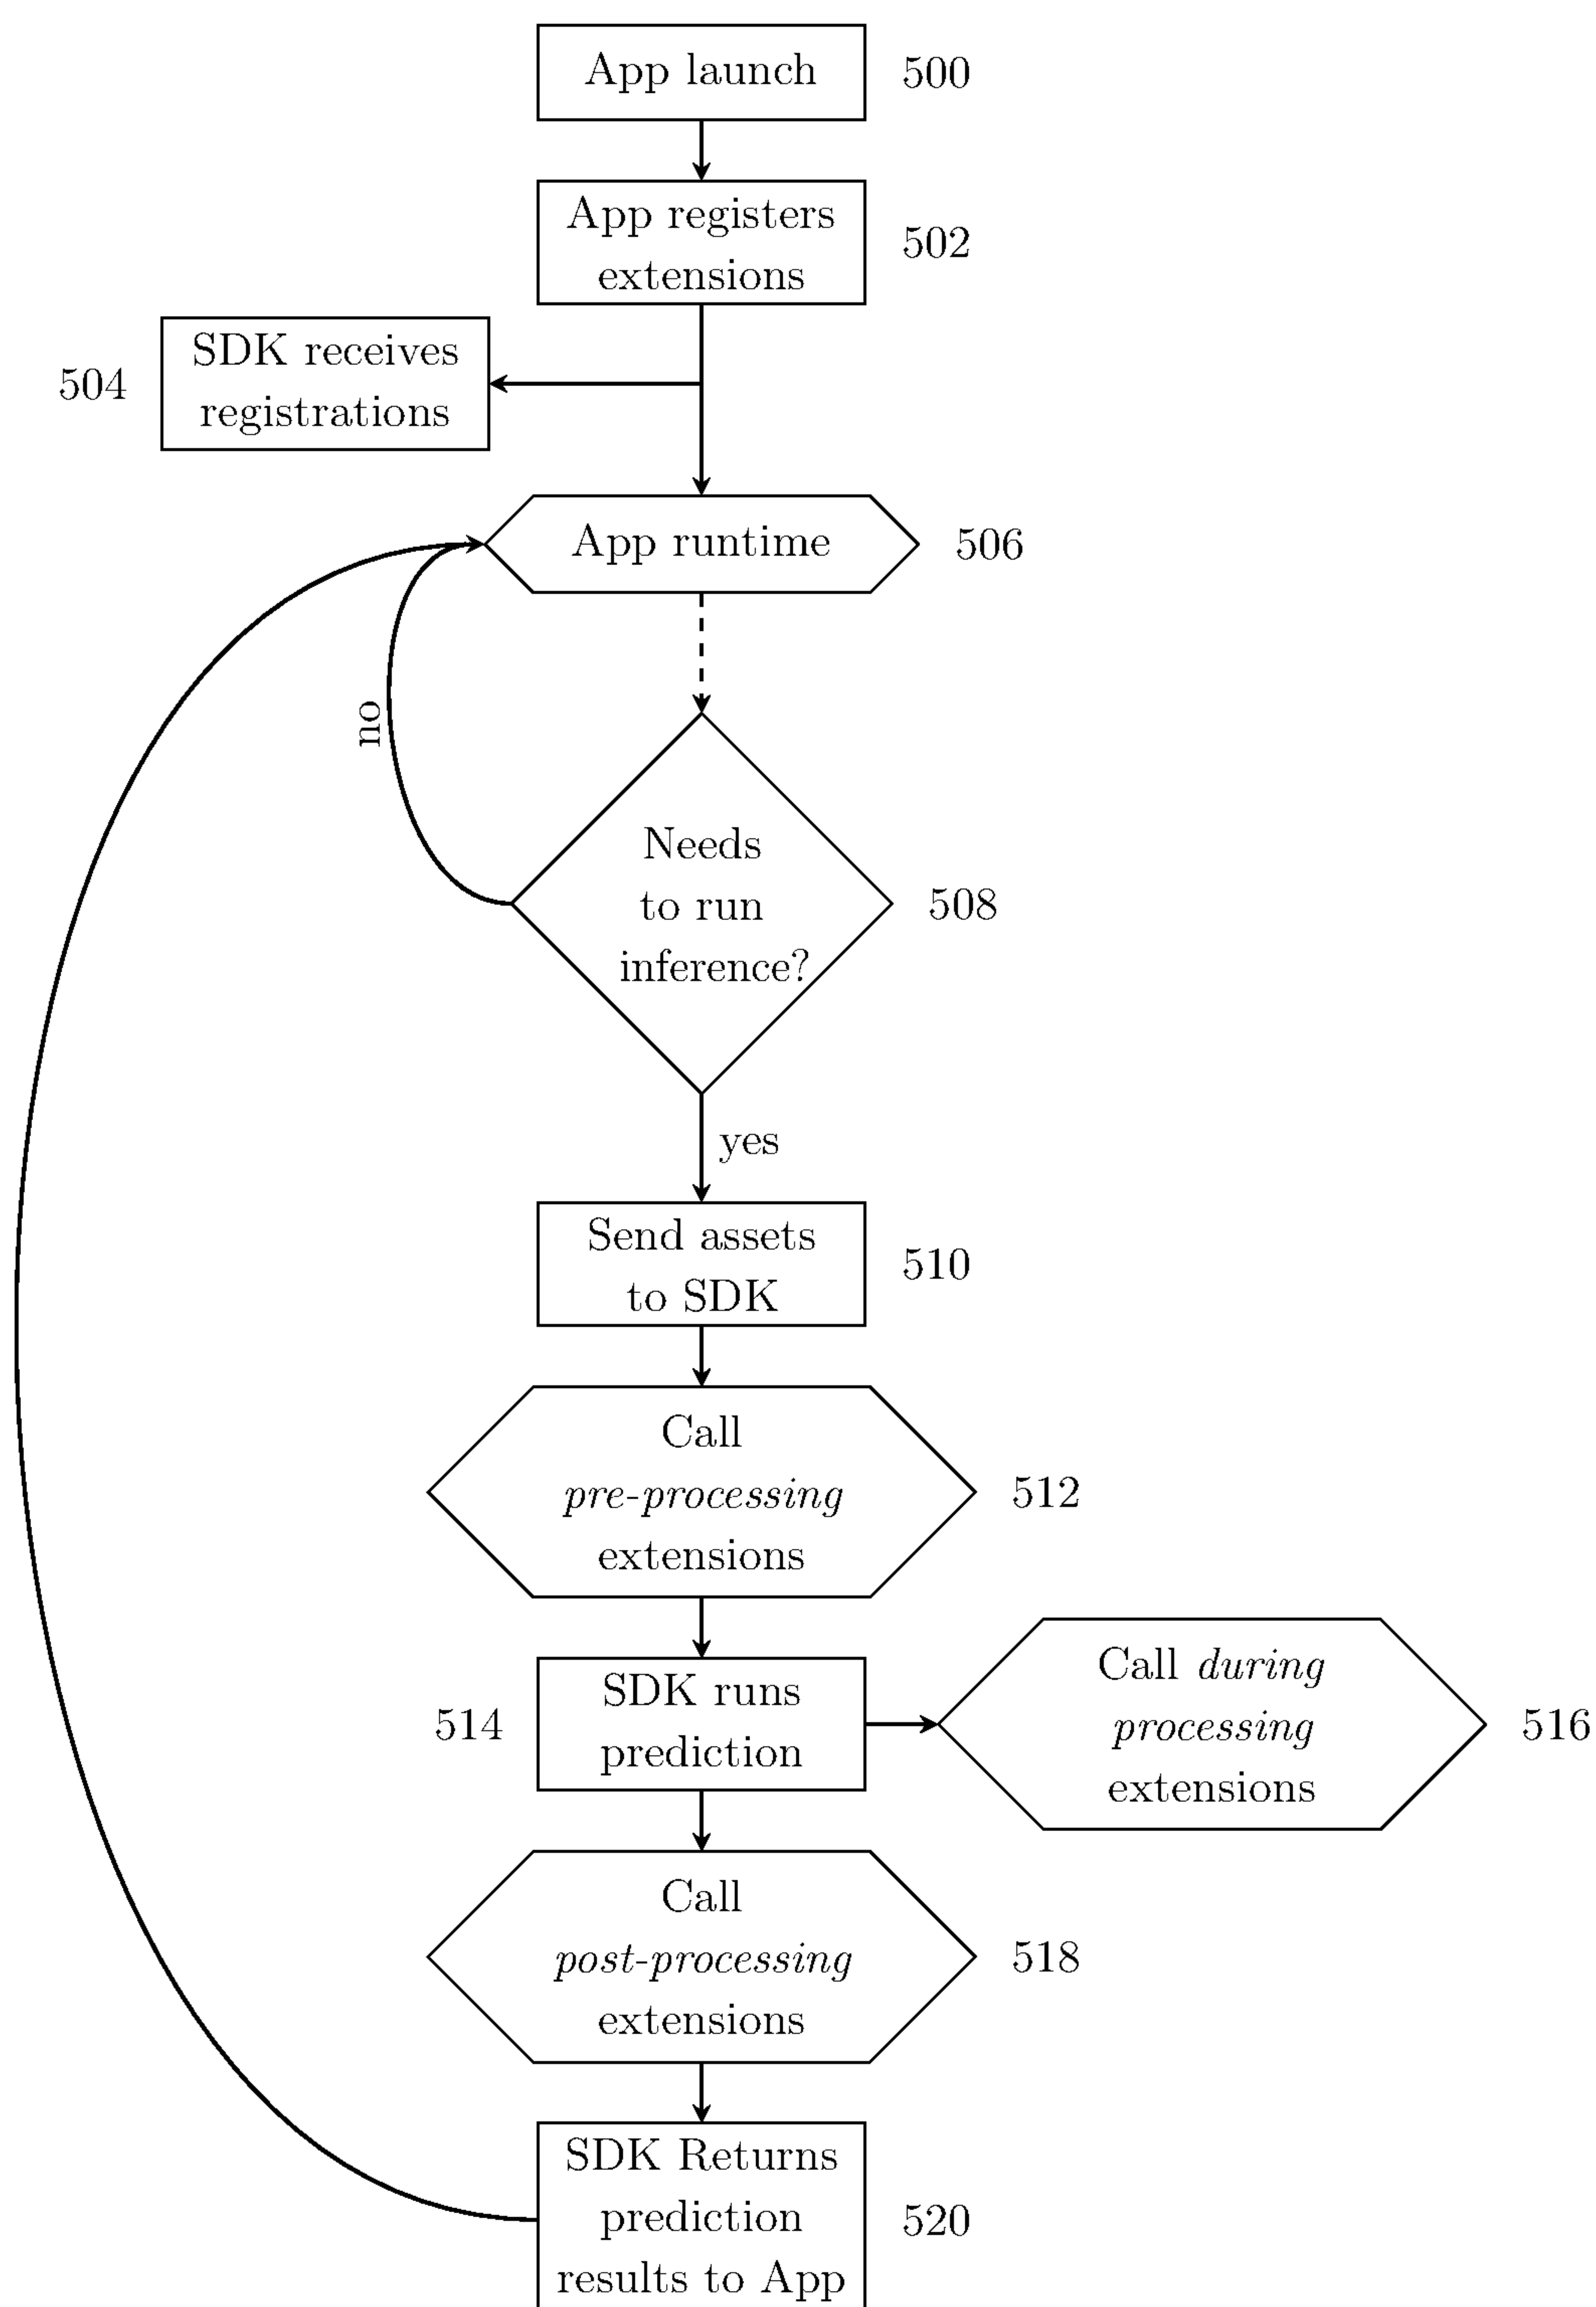 App launch
500
App registers
extensions
502
SDK receives
registrations
504
App runtime
506
no
Needs
to run
inference?
508
yes
Send assets
to SDK
510
Call
pre-processing
extensions
512
SDK runs
prediction
514
Call during
processing
extensions
516
Call
post-processing
extensions
518
SDK Returns
prediction
results to App
520